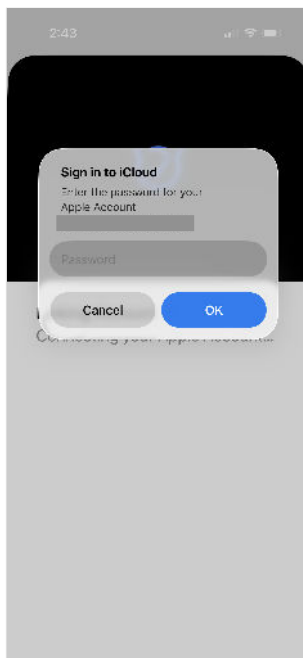 2:43
Sign in to iCloud
Enter the password for your
Apple Account
Password
Cancel
OK
Connecting your Apple Account...